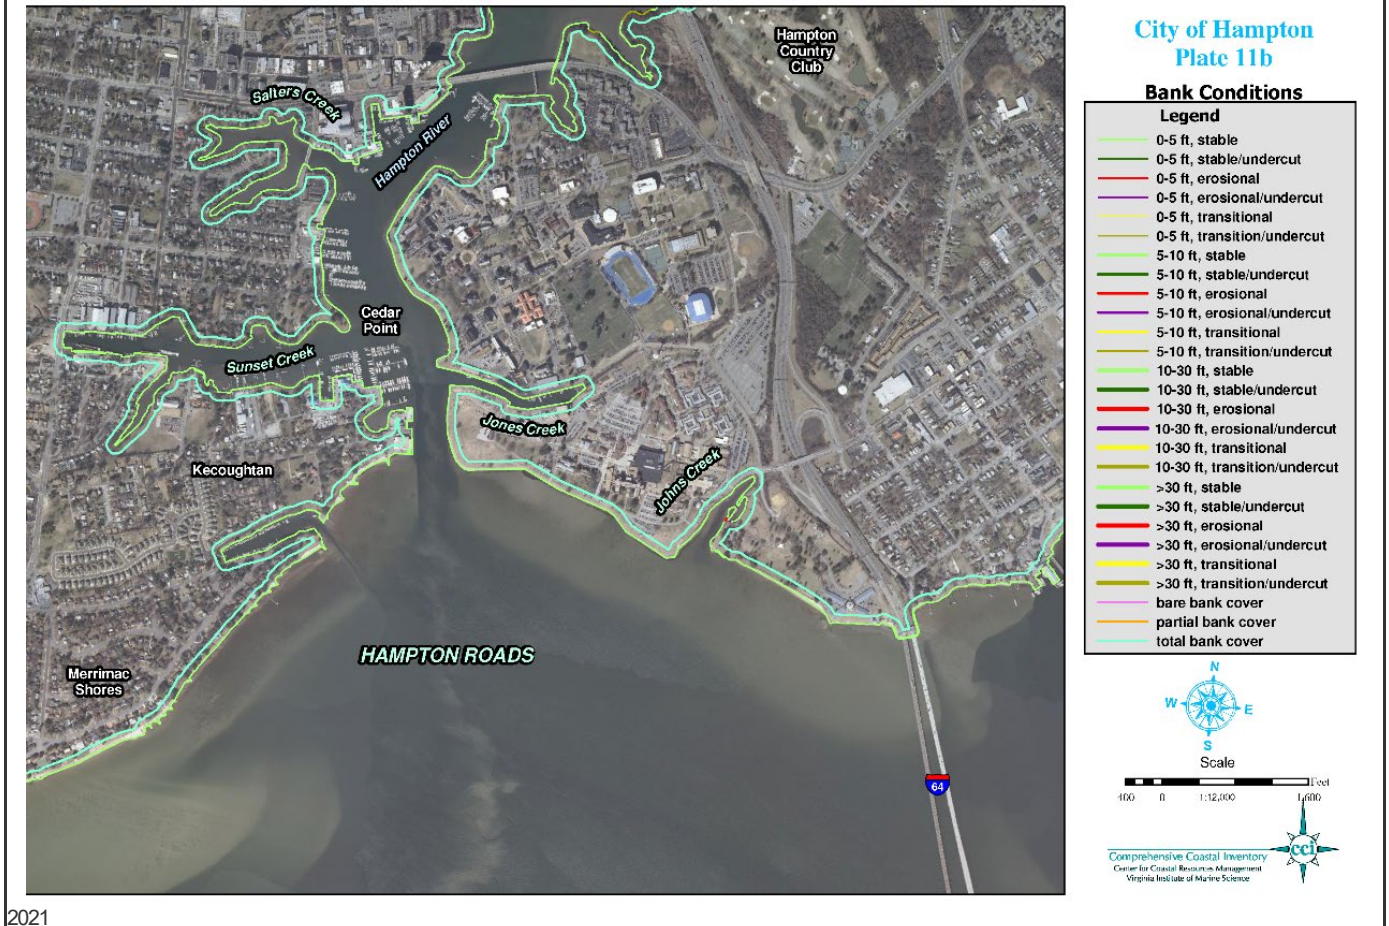 Hampton
Country
Club
Salters Creek
Hampton River
Cedar
Point
Sunset Creek
Jones Creek
Johns Creek
Kecoughtan
HAMPTON ROADS
Merrimac
Shores
64
City of Hampton
Plate 11b
Bank Conditions
Legend
0-5 ft, stable
0-5 ft, stable/undercut
0-5 ft, erosional
0-5 ft, erosional/undercut
0-5 ft, transitional
0-5 ft, transition/undercut
5-10 ft, stable
5-10 ft, stable/undercut
5-10 ft, erosional
5-10 ft, erosional/undercut
5-10 ft, transitional
5-10 ft, transition/undercut
10-30 ft, stable
10-30 ft, stable/undercut
10-30 ft, erosional
10-30 ft, erosional/undercut
10-30 ft, transitional
10-30 ft, transition/undercut
>30 ft, stable
>30 ft, stable/undercut
>30 ft, erosional
>30 ft, erosional/undercut
>30 ft, transitional
>30 ft, transition/undercut
bare bank cover
partial bank cover
total bank cover
N
W E
S
Scale
Feet
400 0 1:12,000 1,600
cci
Comprehensive Coastal Inventory
Center for Coastal Resources Management
Virginia Institute of Marine Science
2021